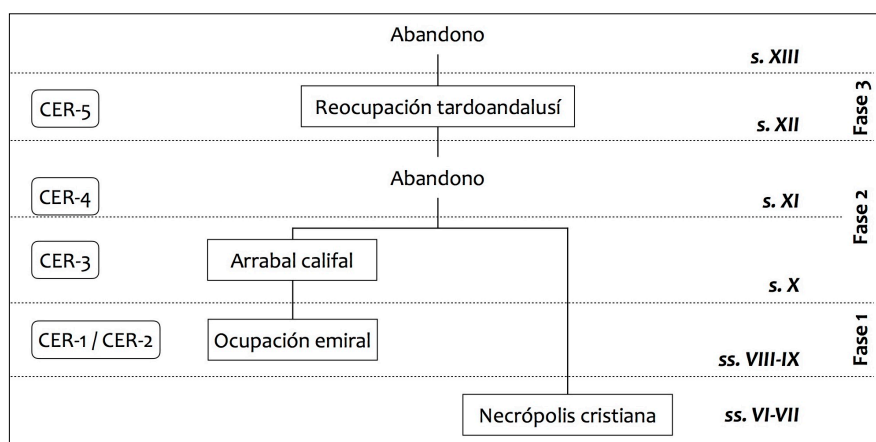 Abandono
s. XIII
CER-5
Reocupación tardoandalusí
s. XII
Fase 3
Abandono
CER-4
s. XI
Fase 2
CER-3
Arrabal califal
s. X
CER-1 / CER-2
Ocupación emiral
ss. VIII-IX
Fase 1
Necrópolis cristiana
ss. VI-VII